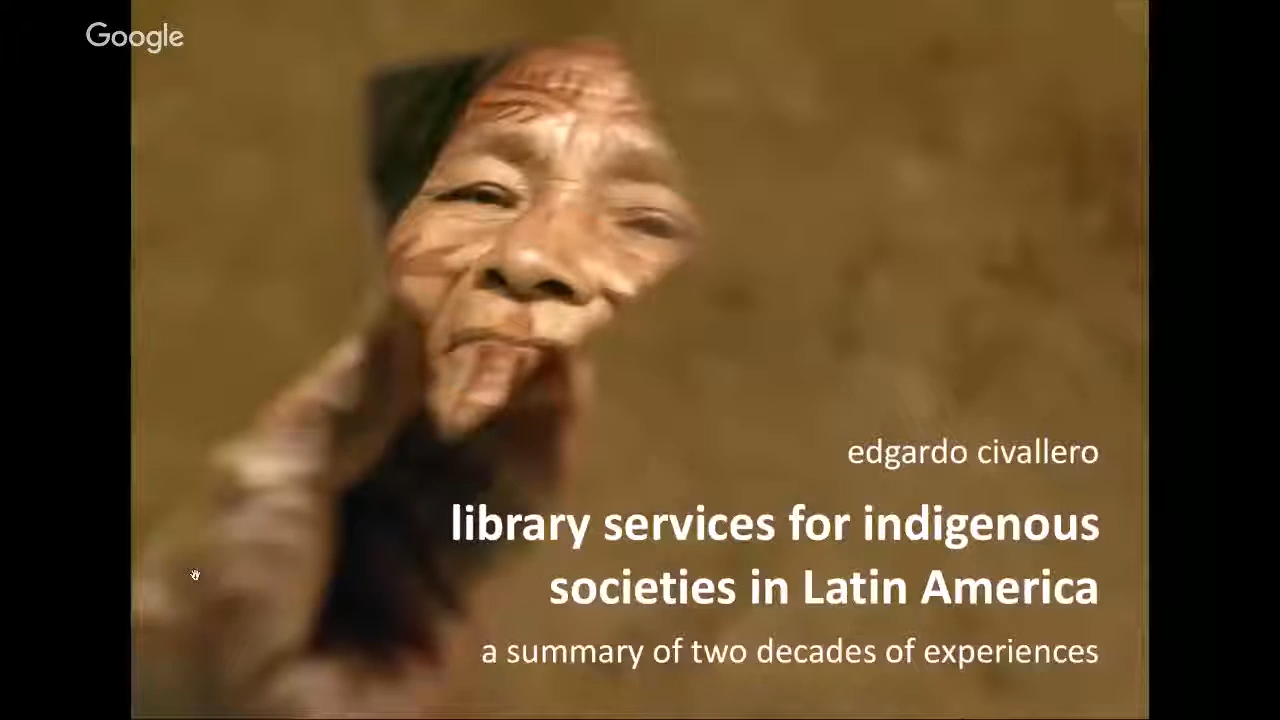 Google
edgardo civallero
library services for indigenous
societies in Latin America
a summary of two decades of experiences